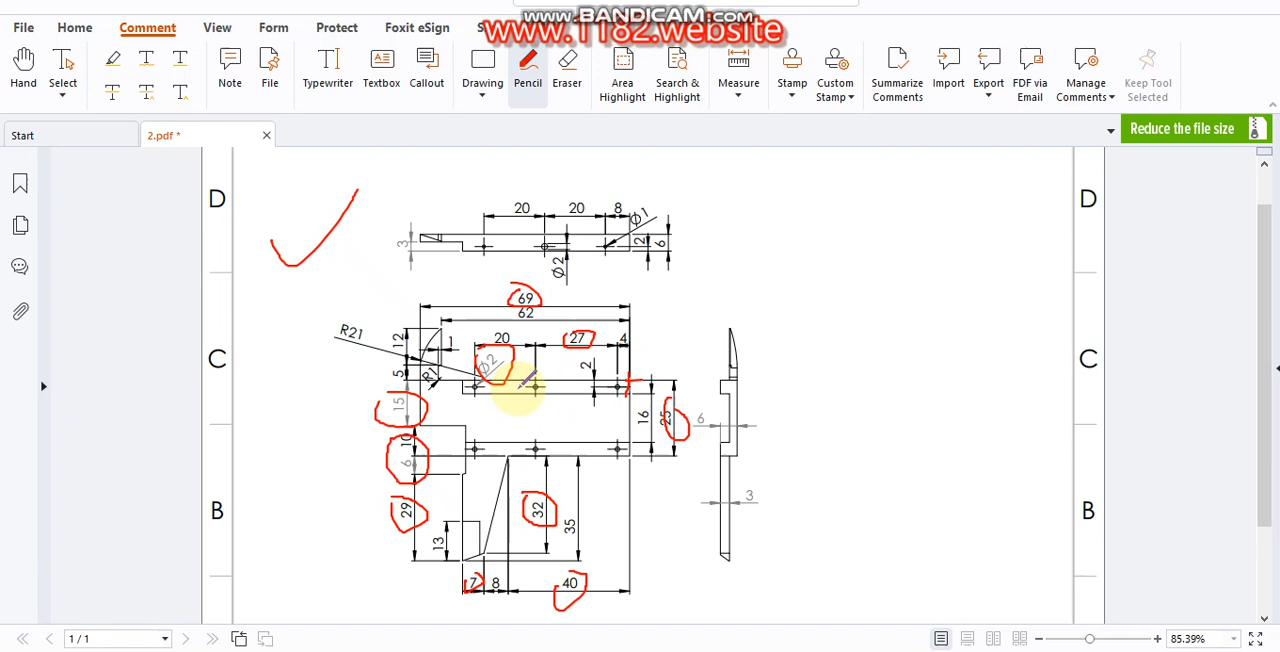 www.BANDICAM.com
File Home Comment View Form Protect Foxit eSign
www.1182.website
Hand Select Note File Typewriter Textbox Callout Drawing Pencil Eraser Area Highlight Search & Highlight Measure Stamp Custom Stamp Summarize Comments Import Export FDF via Email Manage Comments Keep Tool Selected
Start 2.pdf * Reduce the file size
D D
20 20 8 Ø1
3 2 6
Ø2
69
62
R21 12 1 20 27 4
C C
5 R1 Ø2 2
15 16 25 6
10
6
B 29 32 35 3 B
13
7 8 40
1 / 1 85.39%